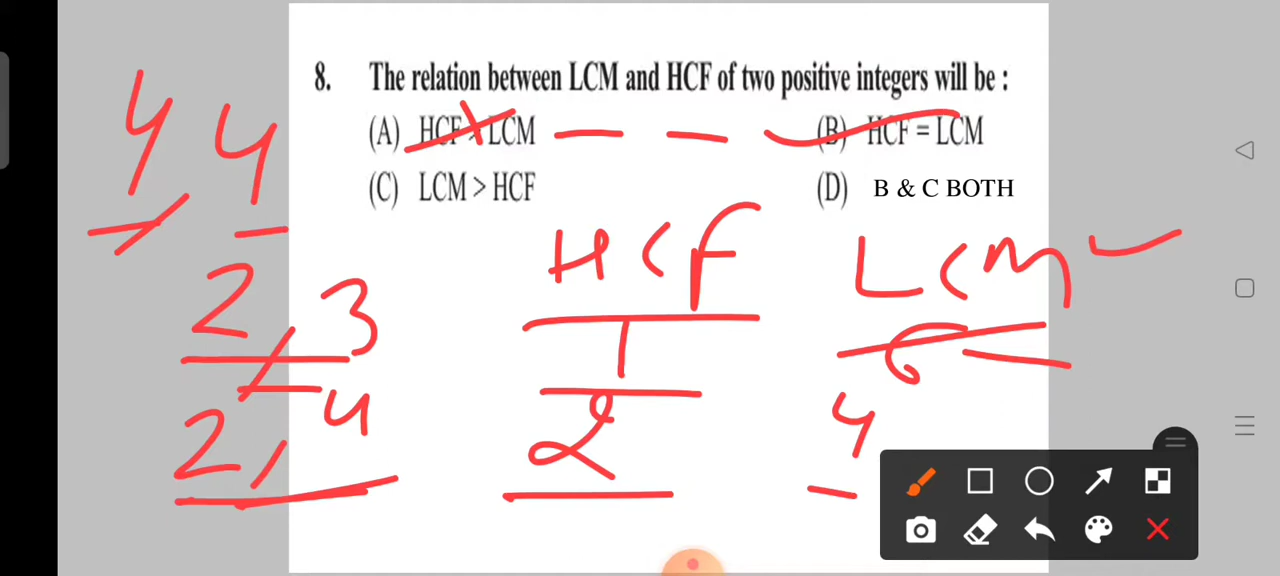 8. The relation between LCM and HCF of two positive integers will be :
(A) HCF > LCM (B) HCF = LCM
(C) LCM > HCF (D) B & C BOTH
4, 4
HCF LCM
2, 3 1 6
2, 4 2 4